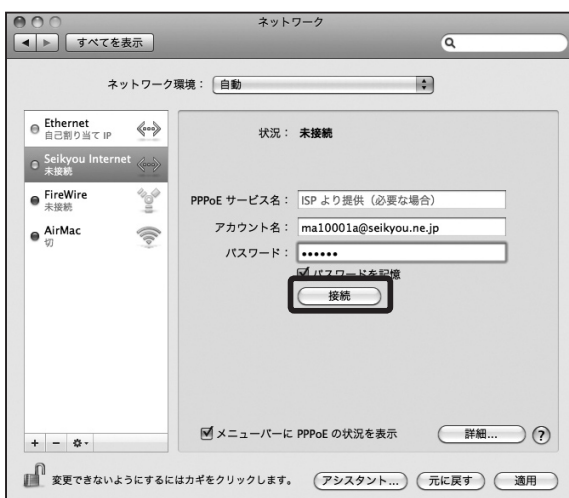 ネットワーク
すべてを表示
ネットワーク環境： 自動
Ethernet
自己割り当て IP
Seikyou Internet
未接続
FireWire
未接続
AirMac
切
状況： 未接続
PPPoE サービス名： ISP より提供（必要な場合）
アカウント名： ma10001a@seikyou.ne.jp
パスワード： ••••••
パスワードを記憶
接続
メニューバーに PPPoE の状況を表示
詳細... ?
変更できないようにするにはカギをクリックします。
アシスタント... 元に戻す 適用